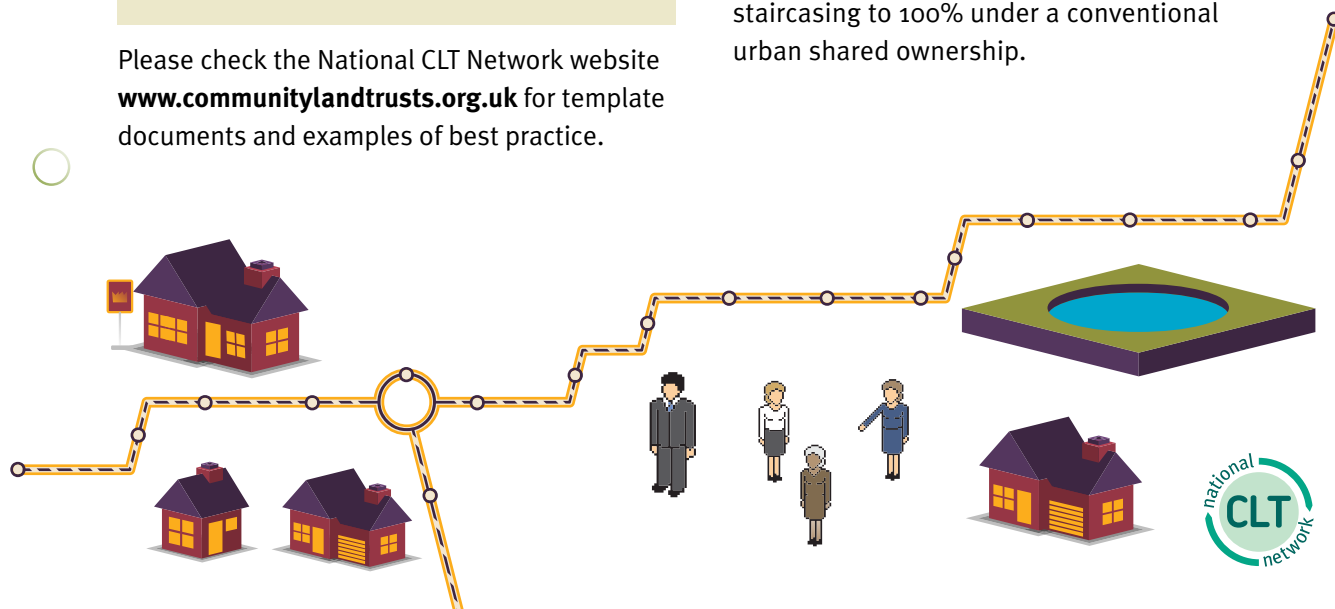 Please check the National CLT Network website
www.communitylandtrusts.org.uk for template
documents and examples of best practice.
staircasing to 100% under a conventional
urban shared ownership.
national
CLT
network